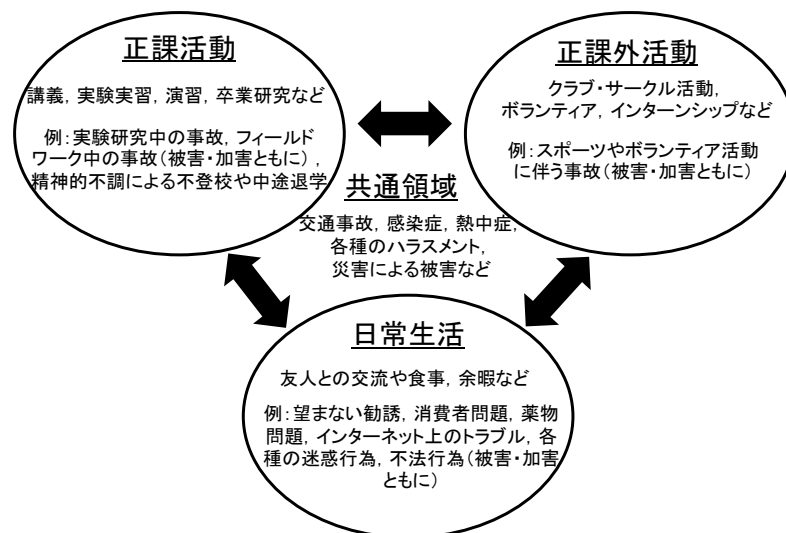 正課活動
講義, 実験実習, 演習, 卒業研究など
例:実験研究中の事故, フィールド
ワーク中の事故(被害・加害ともに),
精神的不調による不登校や中途退学
正課外活動
クラブ・サークル活動,
ボランティア, インターンシップなど
例:スポーツやボランティア活動
に伴う事故(被害・加害ともに)
共通領域
交通事故, 感染症, 熱中症,
各種のハラスメント,
災害による被害など
日常生活
友人との交流や食事, 余暇など
例:望まない勧誘, 消費者問題, 薬物
問題, インターネット上のトラブル, 各
種の迷惑行為, 不法行為(被害・加害
ともに)